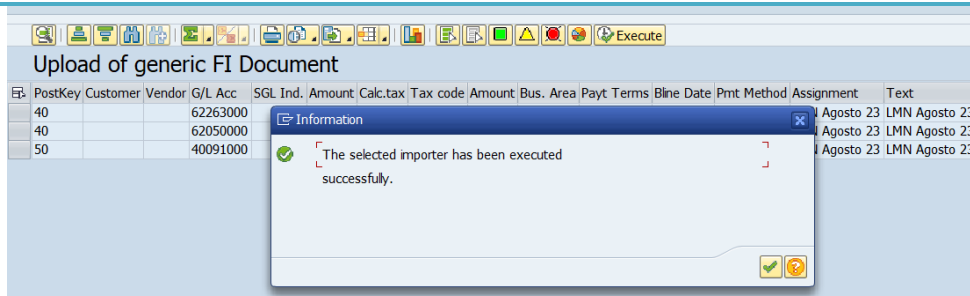 Execute
Upload of generic FI Document
PostKey Customer Vendor G/L Acc SGL Ind. Amount Calc.tax Tax code Amount Bus. Area Payt Terms Bline Date Pmt Method Assignment Text
40 62263000 Agosto 23 LMN Agosto 23
40 62050000 Agosto 23 LMN Agosto 23
50 40091000 Agosto 23 LMN Agosto 23
Information
The selected importer has been executed
successfully.